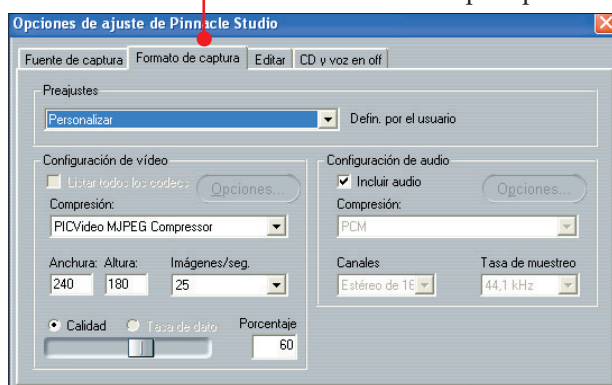 Opciones de ajuste de Pinnacle Studio
Fuente de captura Formato de captura Editar CD y voz en off
Preajustes
Personalizar Defin. por el usuario
Configuración de vídeo
Listar todos los codecs Opciones...
Compresión:
PICVideo MJPEG Compressor
Anchura: Altura: Imágenes/seg.
240 180 25
Calidad Tasa de dato Porcentaje
60
Configuración de audio
Incluir audio Opciones...
Compresión:
PCM
Canales Tasa de muestreo
Estéreo de 16 44,1 kHz